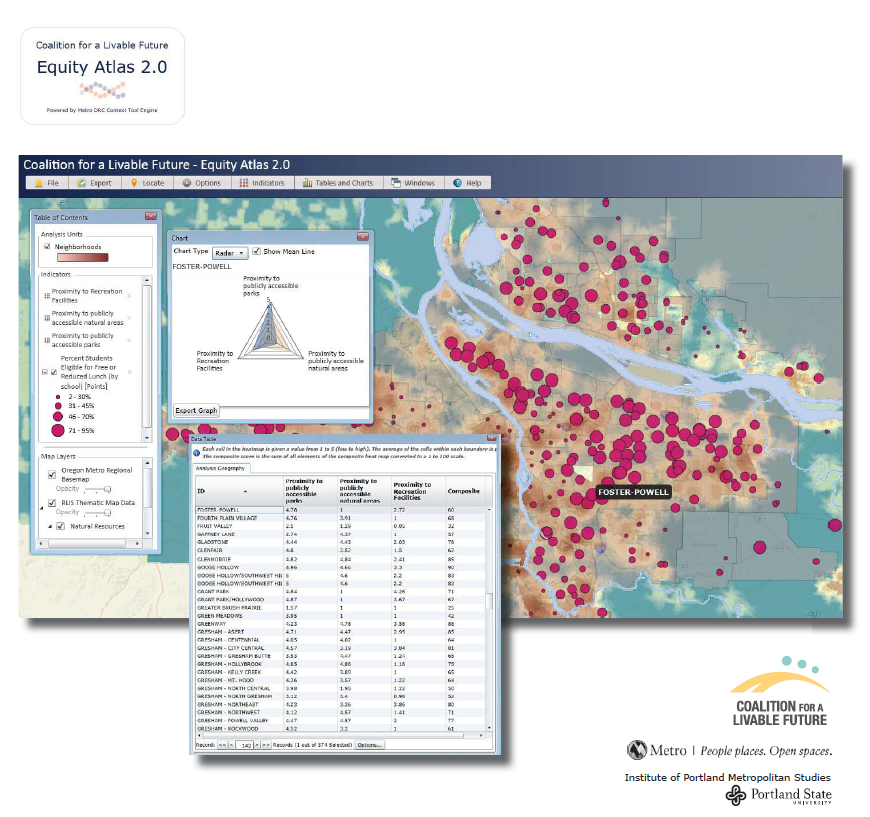 Coalition for a Livable Future
Equity Atlas 2.0
Powered by Metro DRC Context Tool Engine
Coalition for a Livable Future - Equity Atlas 2.0
File Export Locate Options Indicators Tables and Charts Windows Help
Table of Contents
Analysis Units
Neighborhoods
Indicators
Proximity to Recreation
Facilities
Proximity to publicly
accessible natural areas
Proximity to publicly
accessible parks
Percent Students
Eligible for Free or
Reduced Lunch (by
school) [Points]
2 - 30%
31 - 45%
46 - 70%
71 - 95%
Map Layers
Oregon Metro Regional
Basemap
Opacity
RLIS Thematic Map Data
Opacity
Natural Resources
Chart
Chart Type Radar Show Mean Line
FOSTER-POWELL
Proximity to
publicly accessible
parks
5
Proximity to
Recreation
Facilities
Proximity to
publicly accessible
natural areas
Export Graph
FOSTER-POWELL
Data Table
Each cell in the heatmap is given a value from 1 to 5 (low to high). The average of the cells within each boundary is
The composite score is the sum of all elements of the composite heat map converted to a 1 to 100 scale.
Analysis Geography
ID
Proximity to
publicly
accessible
parks
Proximity to
publicly
accessible
natural areas
Proximity to
Recreation
Facilities
Composite
FOSTER-POWELL 4.78 1 2.72 60
FOURTH PLAIN VILLAGE 4.76 3.91 1 68
FRUIT VALLEY 2.5 1.29 32
GAFFNEY LANE 2.74 4.37 1 57
GLADSTONE 4.44 4.43 2.03 76
GLENFAIR 4.8 2.52 1.5 62
GLENMORRIE 4.82 4.84 2.41 85
GOOSE HOLLOW 4.96 4.66 3.3 90
GOOSE HOLLOW/SOUTHWEST HI 5 4.6 2.2 83
GOOSE HOLLOW/SOUTHWEST HI 5 4.6 2.2 83
GRANT PARK 4.84 1 4.26 71
GRANT PARK/HOLLYWOOD 4.87 1 3.67 67
GREATER BRUSH PRAIRIE 1.57 1 1 25
GREEN MEADOWS 3.95 1 1 42
GREENWAY 4.23 4.78 3.88 88
GRESHAM - ASERT 4.71 4.47 2.95 85
GRESHAM - CENTENNIAL 4.05 4.02 1 64
GRESHAM - CITY CENTRAL 4.57 3.19 3.84 81
GRESHAM - GRESHAM BUTTE 3.53 4.47 1.24 65
GRESHAM - HOLLYBROOK 4.65 4.86 1.16 75
GRESHAM - KELLY CREEK 4.42 3.89 1 65
GRESHAM - MT. HOOD 4.26 3.57 1.22 64
GRESHAM - NORTH CENTRAL 3.98 1.95 1.22 50
GRESHAM - NORTH GRESHAM 3.12 3.4 0.96 53
GRESHAM - NORTHEAST 4.23 3.36 3.86 80
GRESHAM - NORTHWEST 4.12 4.57 1.41 71
GRESHAM - POWELL VALLEY 4.47 4.57 2 77
GRESHAM - ROCKWOOD 4.52 3.2 1 61
Record: << < 142 > >> Records (1 out of 374 Selected) Options...
COALITION FOR A
LIVABLE FUTURE
Metro | People places. Open spaces.
Institute of Portland Metropolitan Studies
Portland State
UNIVERSITY